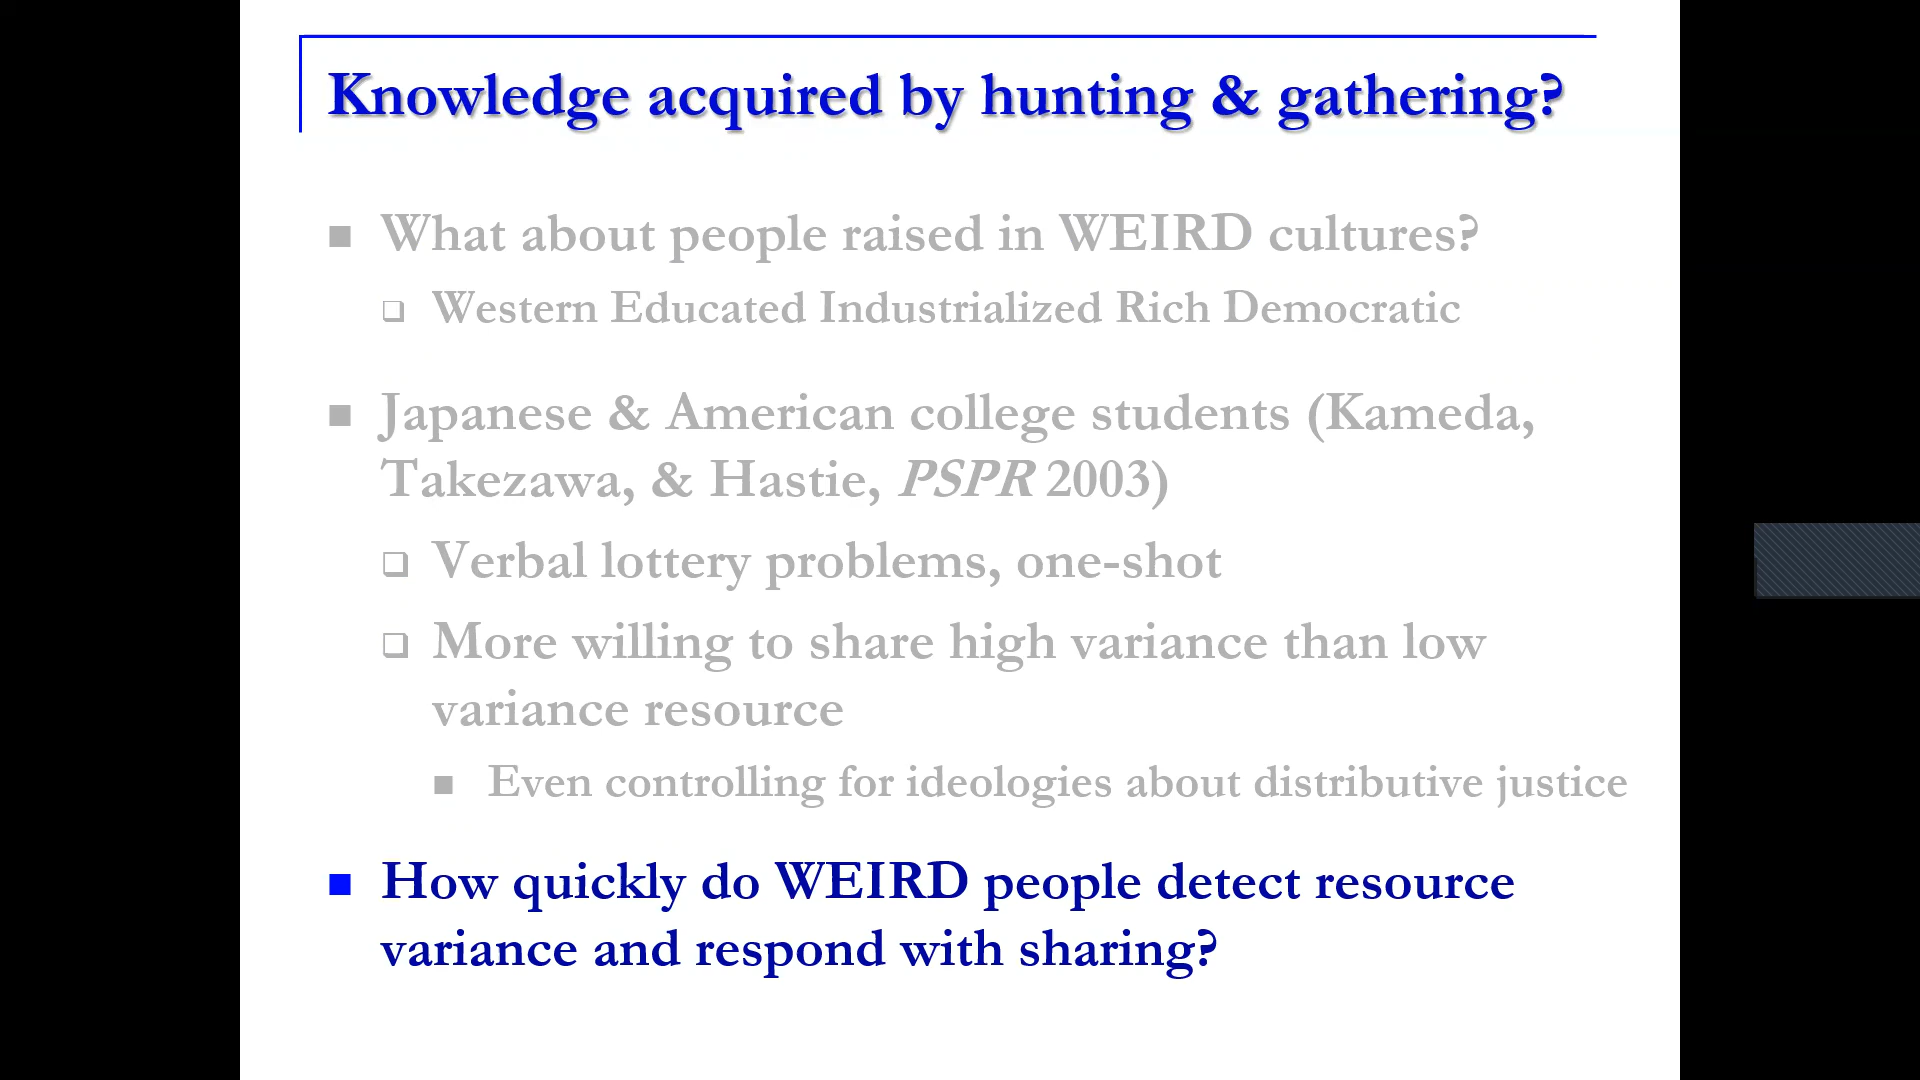 Knowledge acquired by hunting & gathering?
What about people raised in WEIRD cultures?
Western Educated Industrialized Rich Democratic
Japanese & American college students (Kameda,
Takezawa, & Hastie, PSPR 2003)
Verbal lottery problems, one-shot
More willing to share high variance than low
variance resource
Even controlling for ideologies about distributive justice
How quickly do WEIRD people detect resource
variance and respond with sharing?